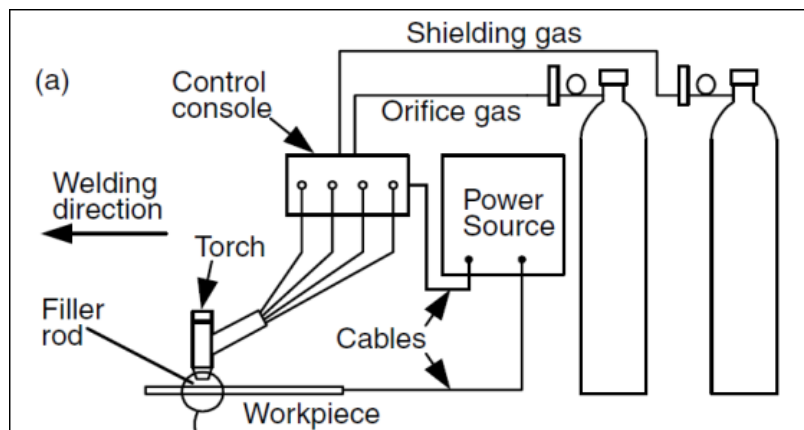 Shielding gas
(a)
Control
console
Orifice gas
Welding
direction
Power
Source
Torch
Filler
rod
Cables
Workpiece